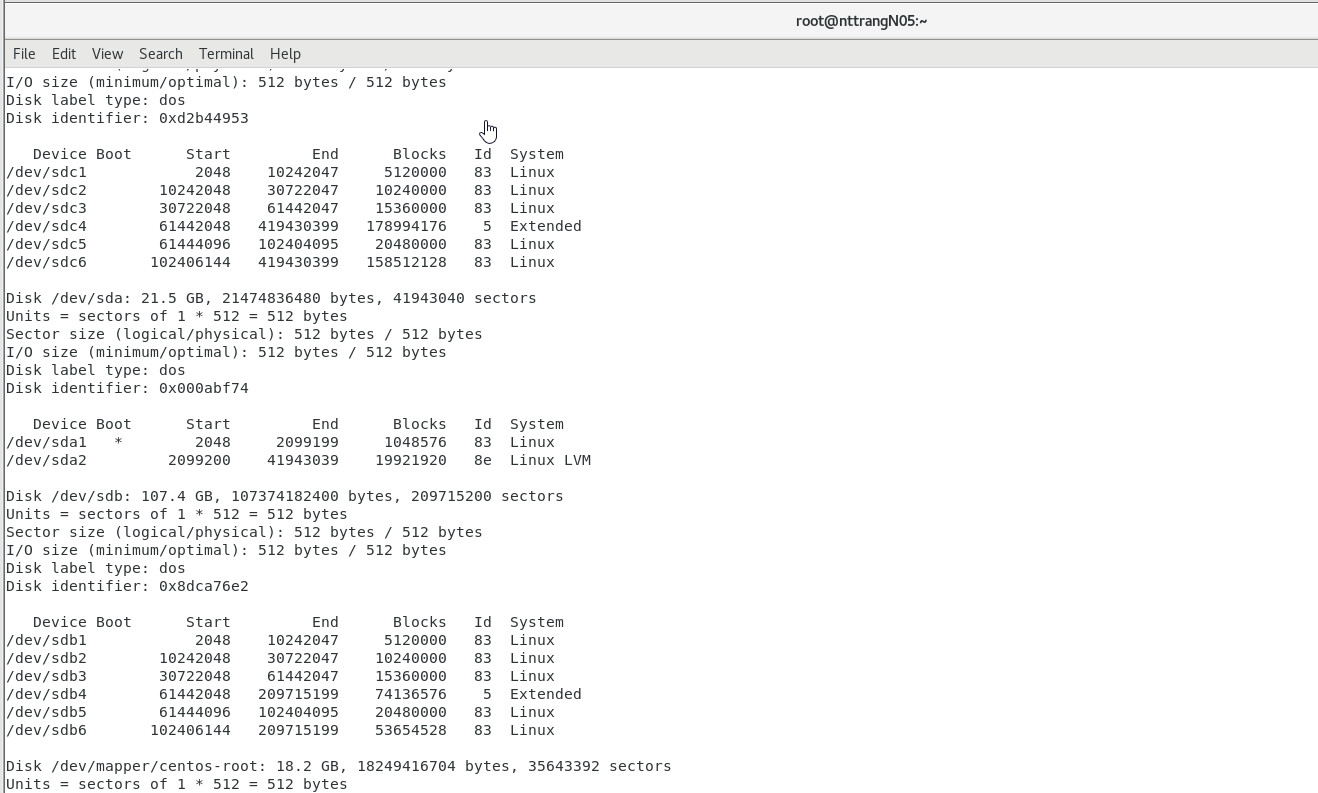 root@nttrangN05:~
File Edit View Search Terminal Help
I/O size (minimum/optimal): 512 bytes / 512 bytes
Disk label type: dos
Disk identifier: 0xd2b44953
Device Boot Start End Blocks Id System
/dev/sdc1 2048 10242047 5120000 83 Linux
/dev/sdc2 10242048 30722047 10240000 83 Linux
/dev/sdc3 30722048 61442047 15360000 83 Linux
/dev/sdc4 61442048 419430399 178994176 5 Extended
/dev/sdc5 61444096 102404095 20480000 83 Linux
/dev/sdc6 102406144 419430399 158512128 83 Linux
Disk /dev/sda: 21.5 GB, 21474836480 bytes, 41943040 sectors
Units = sectors of 1 * 512 = 512 bytes
Sector size (logical/physical): 512 bytes / 512 bytes
I/O size (minimum/optimal): 512 bytes / 512 bytes
Disk label type: dos
Disk identifier: 0x000abf74
Device Boot Start End Blocks Id System
/dev/sda1 * 2048 2099199 1048576 83 Linux
/dev/sda2 2099200 41943039 19921920 8e Linux LVM
Disk /dev/sdb: 107.4 GB, 107374182400 bytes, 209715200 sectors
Units = sectors of 1 * 512 = 512 bytes
Sector size (logical/physical): 512 bytes / 512 bytes
I/O size (minimum/optimal): 512 bytes / 512 bytes
Disk label type: dos
Disk identifier: 0x8dca76e2
Device Boot Start End Blocks Id System
/dev/sdb1 2048 10242047 5120000 83 Linux
/dev/sdb2 10242048 30722047 10240000 83 Linux
/dev/sdb3 30722048 61442047 15360000 83 Linux
/dev/sdb4 61442048 209715199 74136576 5 Extended
/dev/sdb5 61444096 102404095 20480000 83 Linux
/dev/sdb6 102406144 209715199 53654528 83 Linux
Disk /dev/mapper/centos-root: 18.2 GB, 18249416704 bytes, 35643392 sectors
Units = sectors of 1 * 512 = 512 bytes